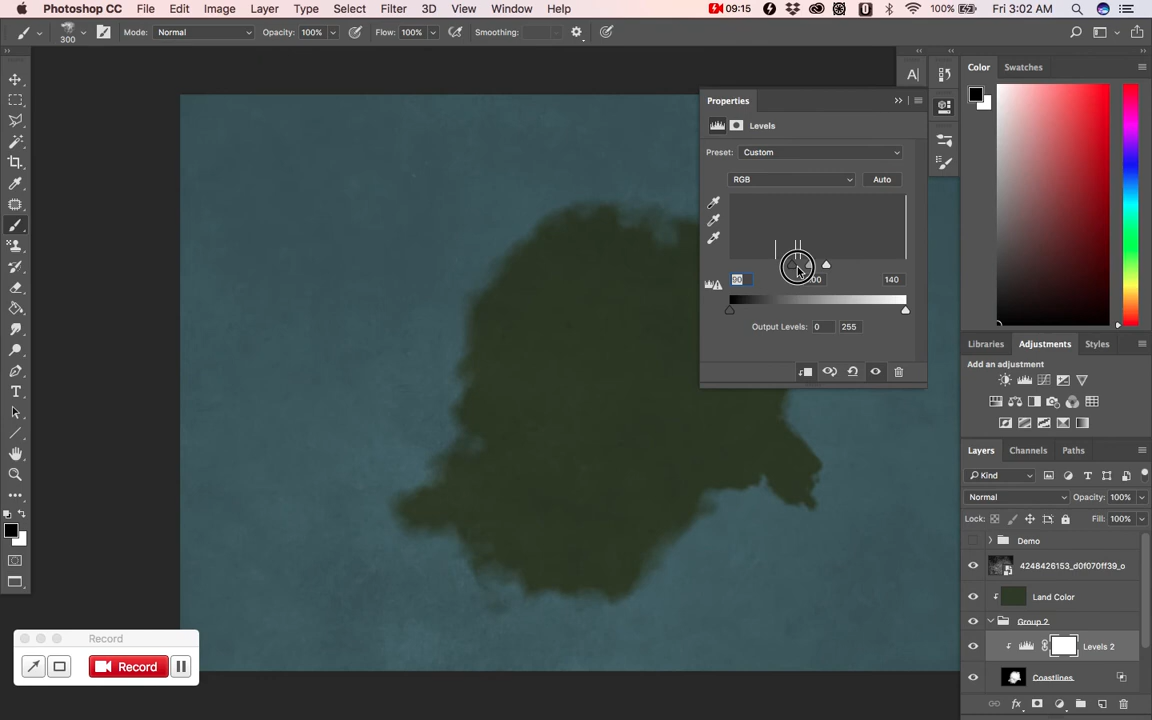 Photoshop CC File Edit Image Layer Type Select Filter 3D View Window Help 09:15 100% Fri 3:02 AM
300 Mode: Normal Opacity: 100% Flow: 100% Smoothing:
Color Swatches
Properties
Levels
Preset: Custom
RGB Auto
90 140
Output Levels: 0 255
Libraries Adjustments Styles
Add an adjustment
Layers Channels Paths
Kind
Normal Opacity: 100%
Lock: Fill: 100%
Demo
4248426153_d0f070ff39_o
Land Color
Group 2
Levels 2
Coastlines
Record
Record